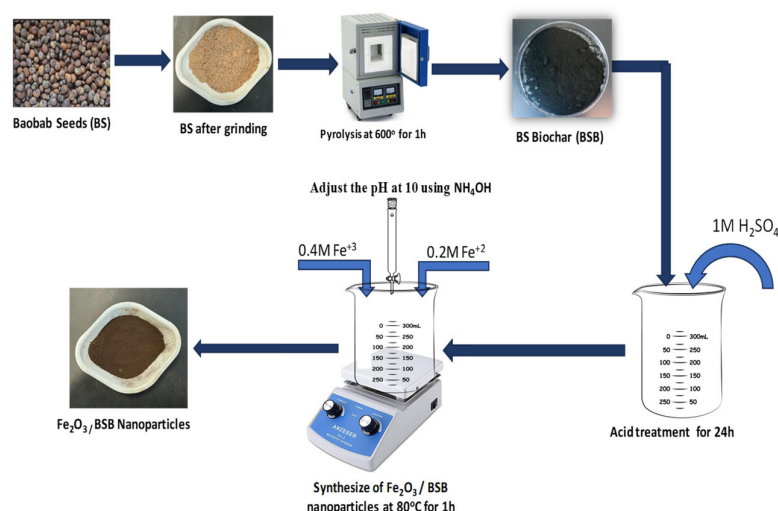 Baobab Seeds (BS)
BS after grinding
Pyrolysis at 600° for 1h
BS Biochar (BSB)
Adjust the pH at 10 using NH₄OH
0.4M Fe⁺³
0.2M Fe⁺²
1M H₂SO₄
0 300mL
50 250
100 200
150 150
200 100
250 50
ANZESER
0 300mL
50 250
100 200
150 150
200 100
250 50
Fe₂O₃ / BSB Nanoparticles
Acid treatment for 24h
Synthesize of Fe₂O₃ / BSB
nanoparticles at 80°C for 1h